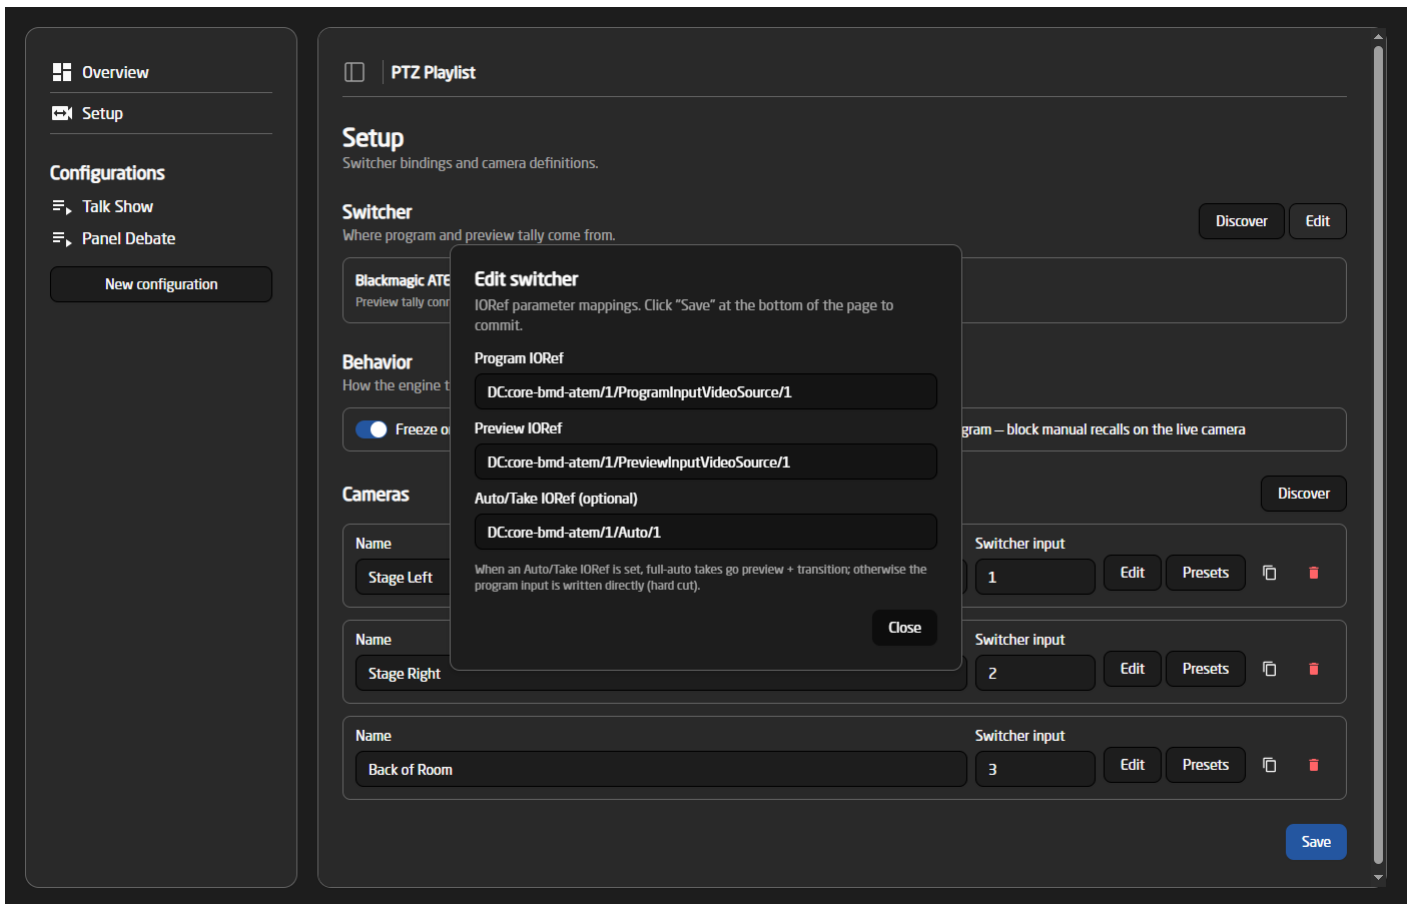 Overview
Setup
Configurations
Talk Show
Panel Debate
New configuration
PTZ Playlist
Setup
Switcher bindings and camera definitions.
Switcher
Where program and preview tally come from.
Discover
Edit
Blackmagic ATE
Preview tally conn
Behavior
How the engine t
Freeze o
gram — block manual recalls on the live camera
Edit switcher
IORef parameter mappings. Click "Save" at the bottom of the page to
commit.
Program IORef
DC:core-bmd-atem/1/ProgramInputVideoSource/1
Preview IORef
DC:core-bmd-atem/1/PreviewInputVideoSource/1
Auto/Take IORef (optional)
DC:core-bmd-atem/1/Auto/1
When an Auto/Take IORef is set, full-auto takes go preview + transition; otherwise the
program input is written directly (hard cut).
Close
Cameras
Discover
Name
Switcher input
Stage Left
1
Edit
Presets
Name
Switcher input
Stage Right
2
Edit
Presets
Name
Switcher input
Back of Room
3
Edit
Presets
Save